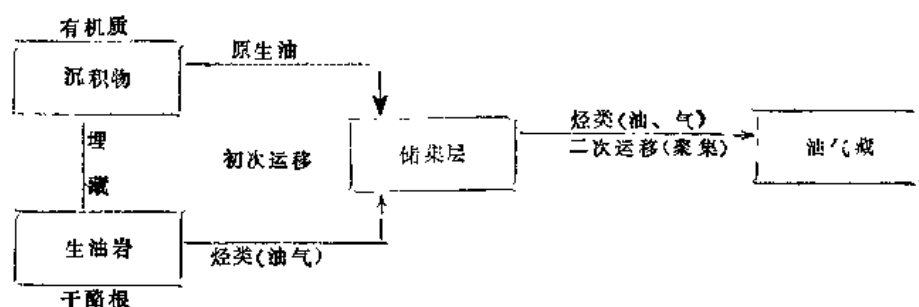 有机质
沉积物
原生油
埋
藏
初次运移
储集层
烃类(油、气)
二次运移(聚集)
油气藏
生油岩
烃类(油气)
干酪根